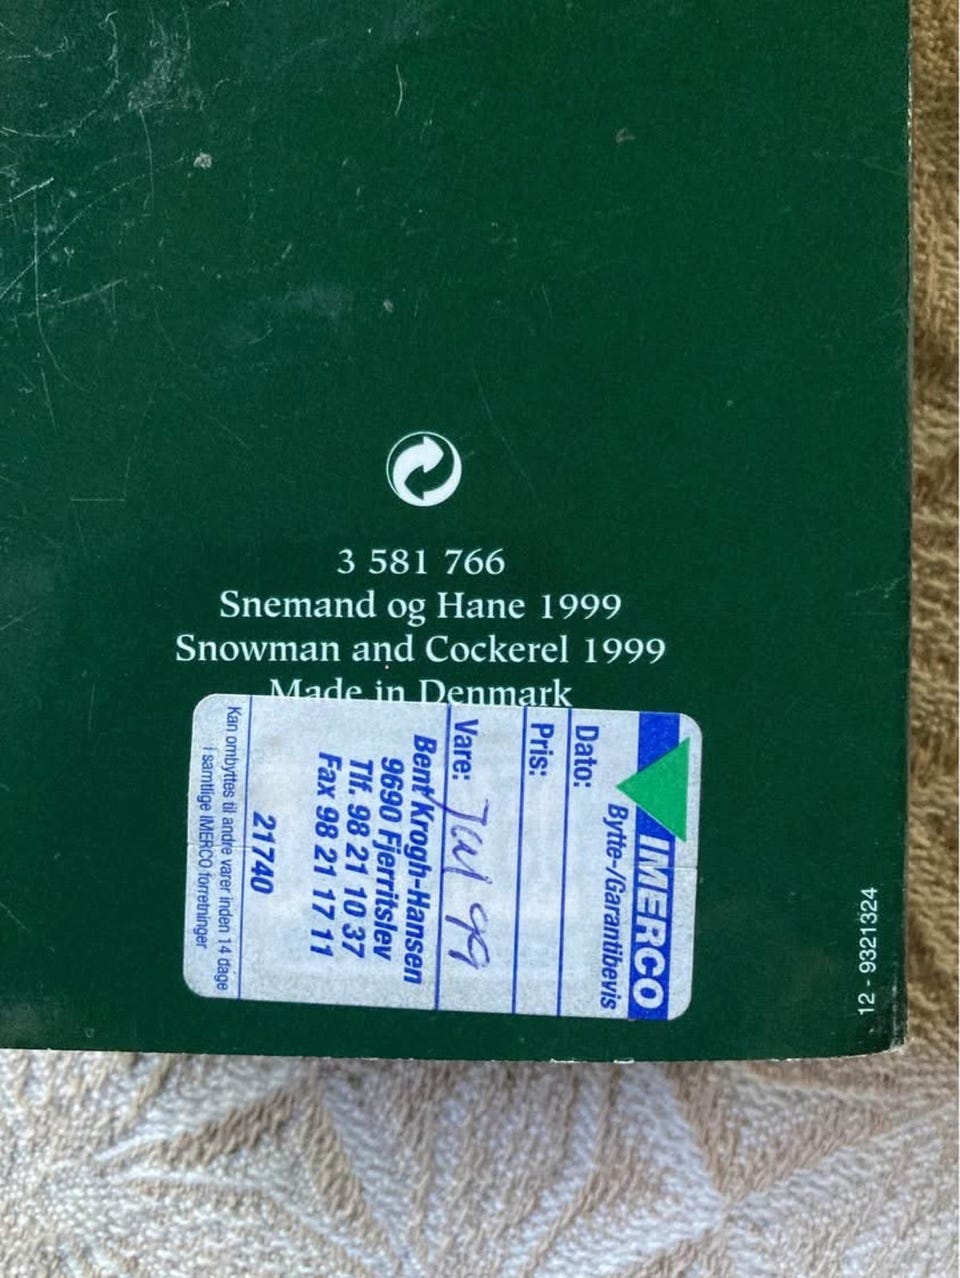 3 581 766
Snemand og Hane 1999
Snowman and Cockerel 1999
Made in Denmark
IMERCO
Bytte-/Garantibevis
Dato:
Pris:
Vare: Jul 99
Bent Krogh-Hansen
9690 Fjerritslev
Tlf. 98 21 10 37
Fax 98 21 17 11
21740
Kan ombyttes til andre varer inden 14 dage
i samtlige IMERCO forretninger
12 - 9321324